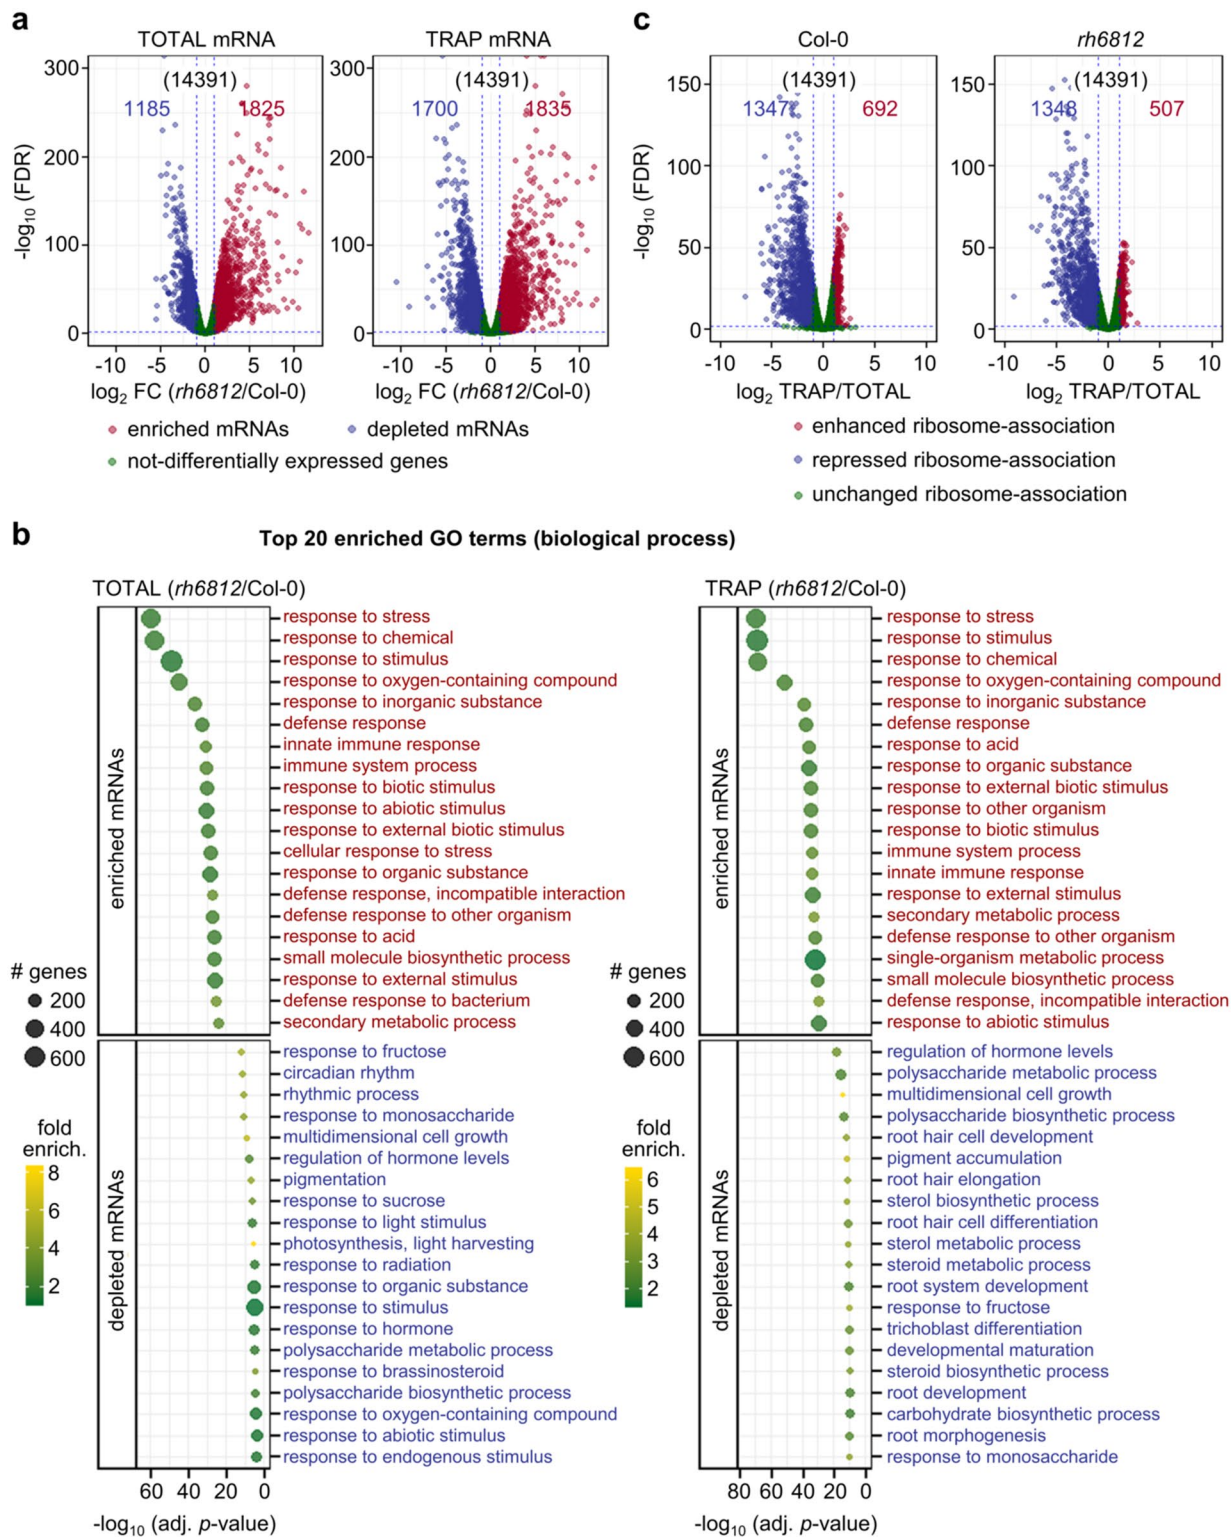 a
TOTAL mRNA
TRAP mRNA
300
200
100
0
-log10 (FDR)
(14391)
1185
1825
-10 -5 0 5 10
log2 FC (rh6812/Col-0)
300
200
100
0
(14391)
1700
1835
-10 -5 0 5 10
log2 FC (rh6812/Col-0)
enriched mRNAs
depleted mRNAs
not-differentially expressed genes
c
Col-0
rh6812
150
100
50
0
-log10 (FDR)
(14391)
1347
692
-10 -5 0 5 10
log2 TRAP/TOTAL
150
100
50
0
(14391)
1348
507
-10 -5 0 5 10
log2 TRAP/TOTAL
enhanced ribosome-association
repressed ribosome-association
unchanged ribosome-association
b
Top 20 enriched GO terms (biological process)
TOTAL (rh6812/Col-0)
enriched mRNAs
response to stress
response to chemical
response to stimulus
response to oxygen-containing compound
response to inorganic substance
defense response
innate immune response
immune system process
response to biotic stimulus
response to abiotic stimulus
response to external biotic stimulus
cellular response to stress
response to organic substance
defense response, incompatible interaction
defense response to other organism
response to acid
small molecule biosynthetic process
response to external stimulus
defense response to bacterium
secondary metabolic process
depleted mRNAs
response to fructose
circadian rhythm
rhythmic process
response to monosaccharide
multidimensional cell growth
regulation of hormone levels
pigmentation
response to sucrose
response to light stimulus
photosynthesis, light harvesting
response to radiation
response to organic substance
response to stimulus
response to hormone
polysaccharide metabolic process
response to brassinosteroid
polysaccharide biosynthetic process
response to oxygen-containing compound
response to abiotic stimulus
response to endogenous stimulus
60 40 20 0
-log10 (adj. p-value)
# genes
200
400
600
fold
enrich.
8
6
4
2
TRAP (rh6812/Col-0)
enriched mRNAs
response to stress
response to stimulus
response to chemical
response to oxygen-containing compound
response to inorganic substance
defense response
response to acid
response to organic substance
response to external biotic stimulus
response to other organism
response to biotic stimulus
immune system process
innate immune response
response to external stimulus
secondary metabolic process
defense response to other organism
single-organism metabolic process
small molecule biosynthetic process
defense response, incompatible interaction
response to abiotic stimulus
depleted mRNAs
regulation of hormone levels
polysaccharide metabolic process
multidimensional cell growth
polysaccharide biosynthetic process
root hair cell development
pigment accumulation
root hair elongation
sterol biosynthetic process
root hair cell differentiation
sterol metabolic process
steroid metabolic process
root system development
response to fructose
trichoblast differentiation
developmental maturation
steroid biosynthetic process
root development
carbohydrate biosynthetic process
root morphogenesis
response to monosaccharide
80 60 40 20 0
-log10 (adj. p-value)
# genes
200
400
600
fold
enrich.
6
5
4
3
2